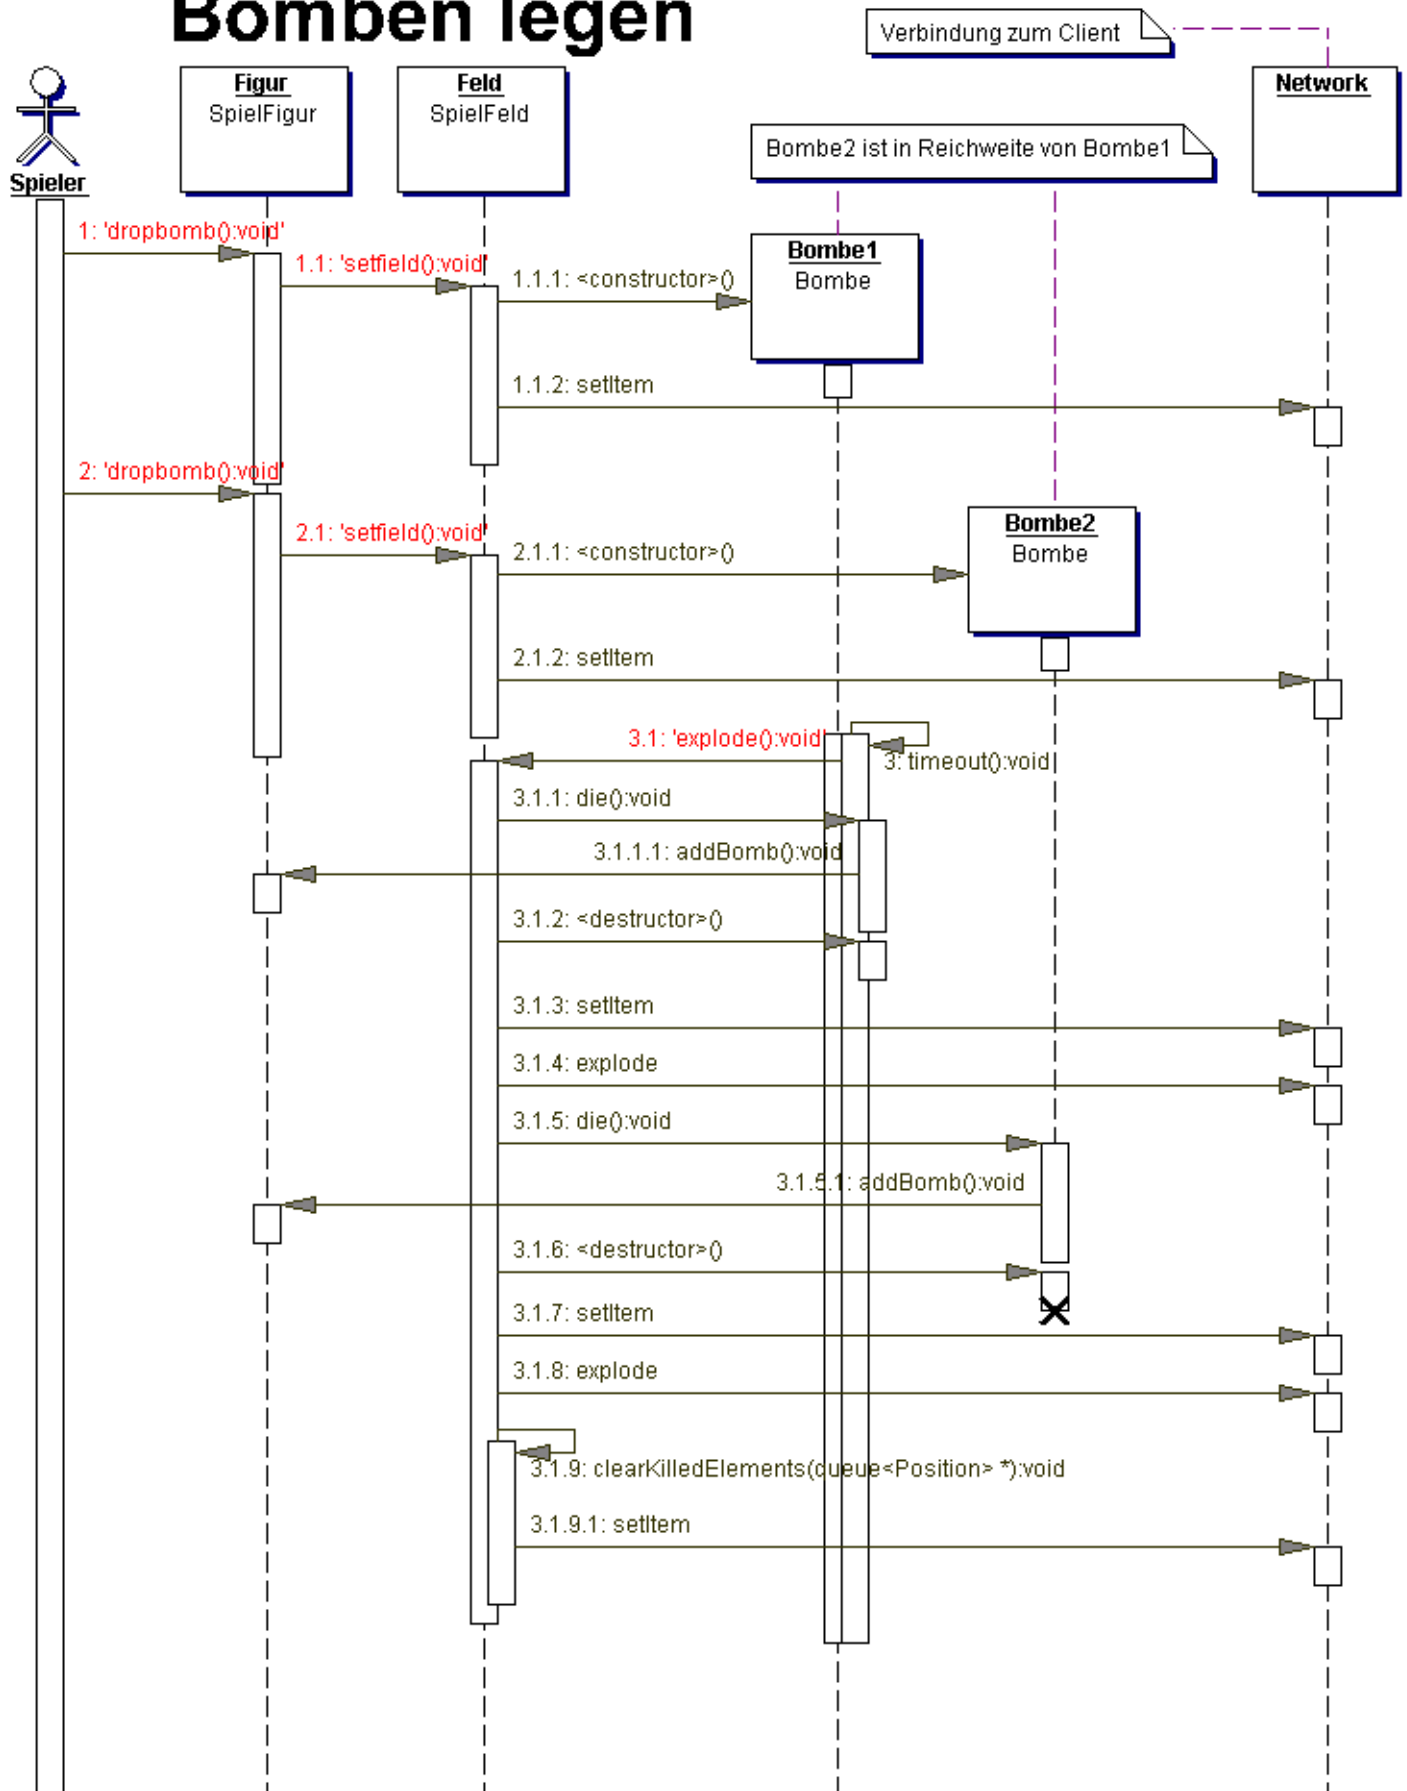 Bomben legen
Verbindung zum Client
Figur
SpielFigur
Feld
SpielFeld
Network
Bombe2 ist in Reichweite von Bombe1
Spieler
1: 'dropbomb():void'
1.1: 'setfield():void'
1.1.1: <constructor>()
Bombe1
Bombe
1.1.2: setItem
2: 'dropbomb():void'
2.1: 'setfield():void'
2.1.1: <constructor>()
Bombe2
Bombe
2.1.2: setItem
3.1: 'explode():void'
3: timeout():void
3.1.1: die():void
3.1.1.1: addBomb():void
3.1.2: <destructor>()
3.1.3: setItem
3.1.4: explode
3.1.5: die():void
3.1.5.1: addBomb():void
3.1.6: <destructor>()
3.1.7: setItem
3.1.8: explode
3.1.9: clearKilledElements(queue<Position> *):void
3.1.9.1: setItem